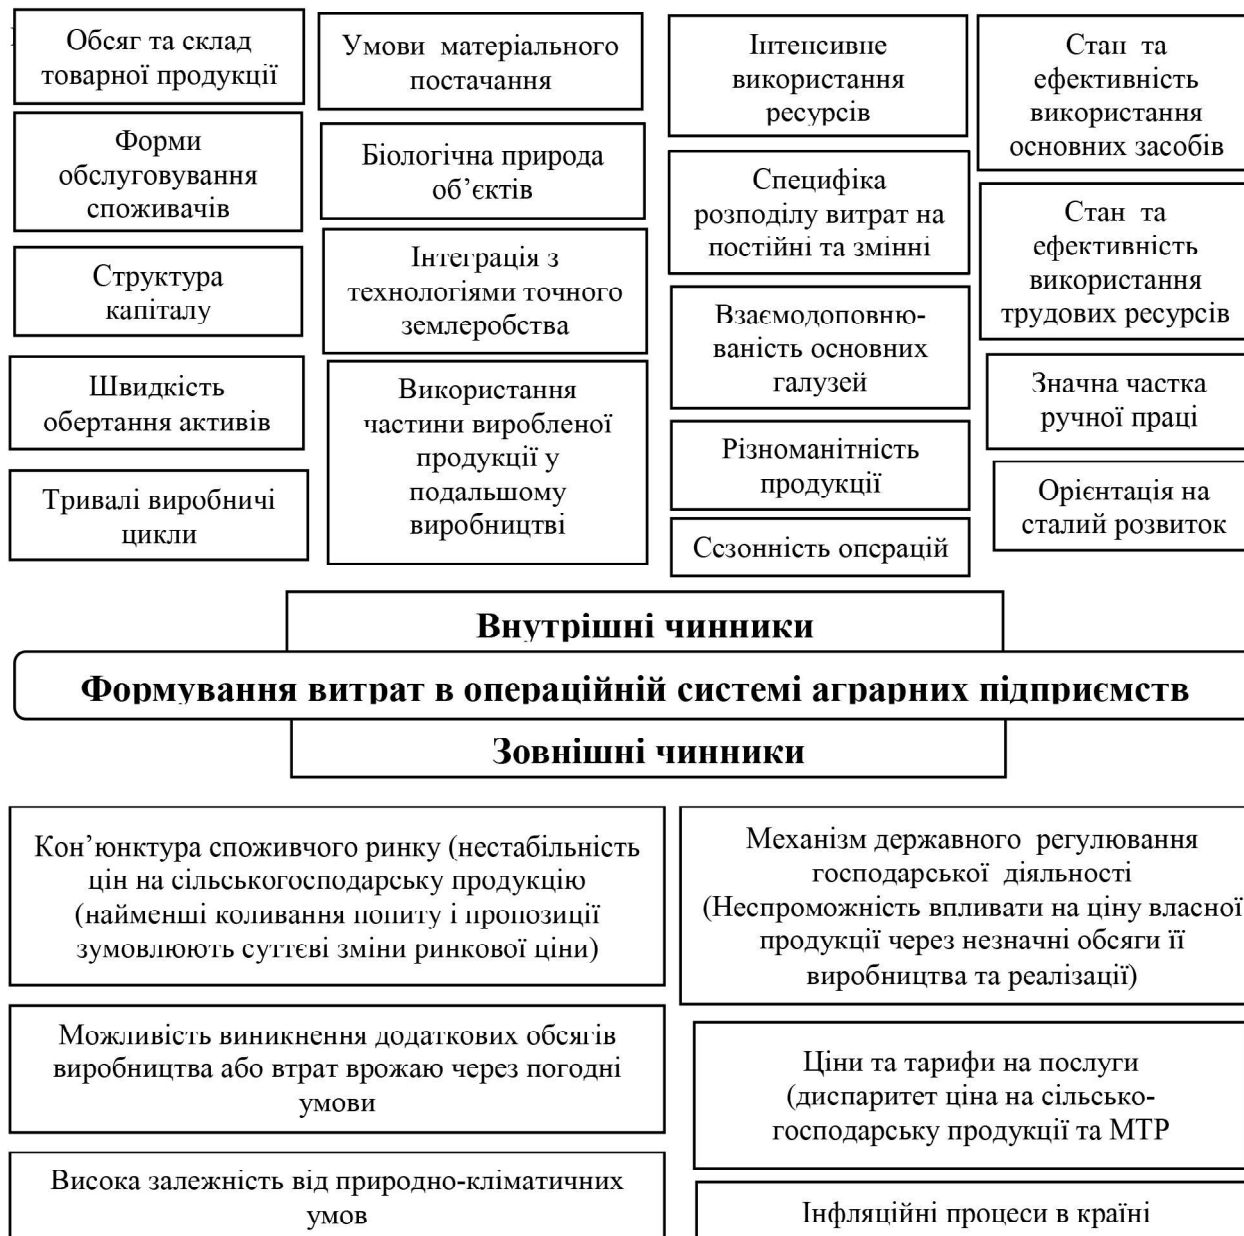 Обсяг та склад
товарної продукції
Форми
обслуговування
споживачів
Структура
капіталу
Швидкість
обертання активів
Тривалі виробничі
цикли
Умови матеріального
постачання
Біологічна природа
об’єктів
Інтеграція з
технологіями точного
землеробства
Використання
частини виробленої
продукції у
подальшому
виробництві
Інтенсивне
використання
ресурсів
Специфіка
розподілу витрат на
постійні та змінні
Взаємодоповню-
ваність основних
галузей
Різноманітність
продукції
Сезонність операцій
Стан та
ефективність
використання
основних засобів
Стан та
ефективність
використання
трудових ресурсів
Значна частка
ручної праці
Орієнтація на
сталий розвиток
Внутрішні чинники
Формування витрат в операційній системі аграрних підприємств
Зовнішні чинники
Кон’юнктура споживчого ринку (нестабільність
цін на сільськогосподарську продукцію
(найменші коливання попиту і пропозиції
зумовлюють суттєві зміни ринкової ціни)
Можливість виникнення додаткових обсягів
виробництва або втрат врожаю через погодні
умови
Висока залежність від природно-кліматичних
умов
Механізм державного регулювання
господарської діяльності
(Неспроможність впливати на ціну власної
продукції через незначні обсяги її
виробництва та реалізації)
Ціни та тарифи на послуги
(диспаритет ціна на сільсько-
господарську продукції та МТР
Інфляційні процеси в країні